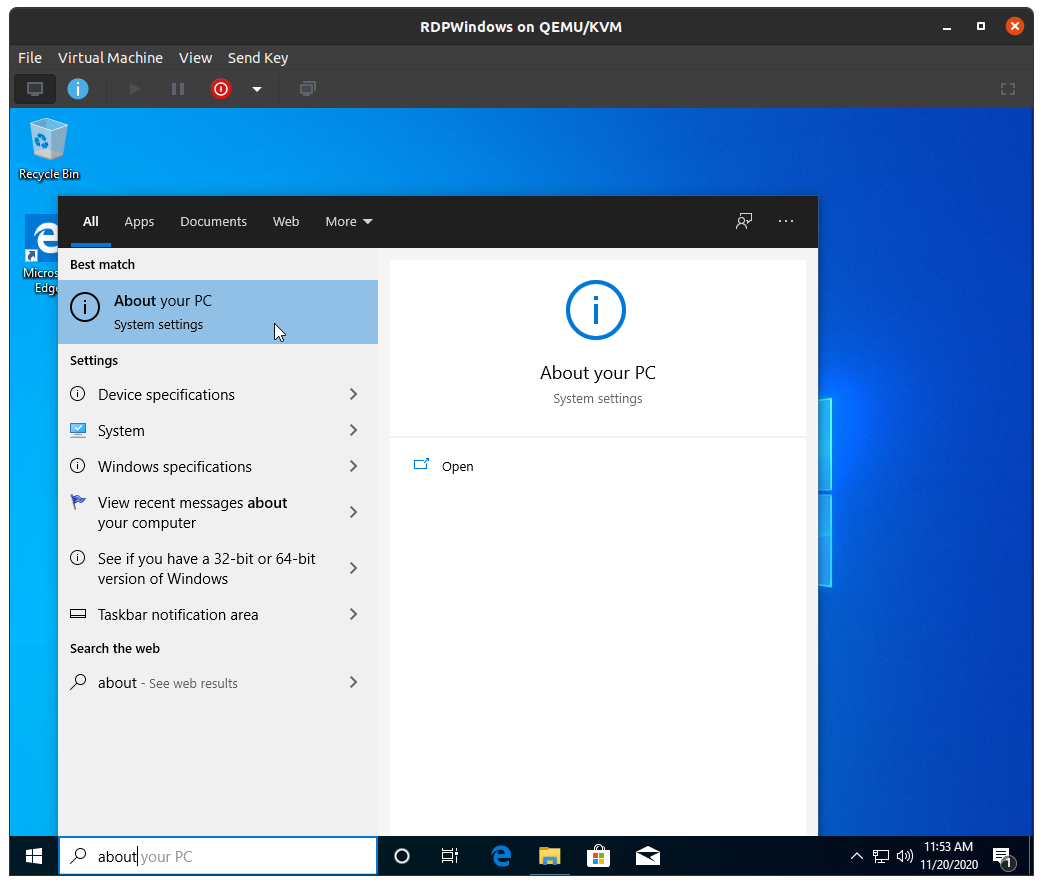 RDPWindows on QEMU/KVM
File Virtual Machine View Send Key
Recycle Bin
All Apps Documents Web More
Best match
About your PC
System settings
Settings
Device specifications
System
Windows specifications
View recent messages about
your computer
See if you have a 32-bit or 64-bit
version of Windows
Taskbar notification area
Search the web
about - See web results
About your PC
System settings
Open
Micros
Edge
about your PC
11:53 AM
11/20/2020
1